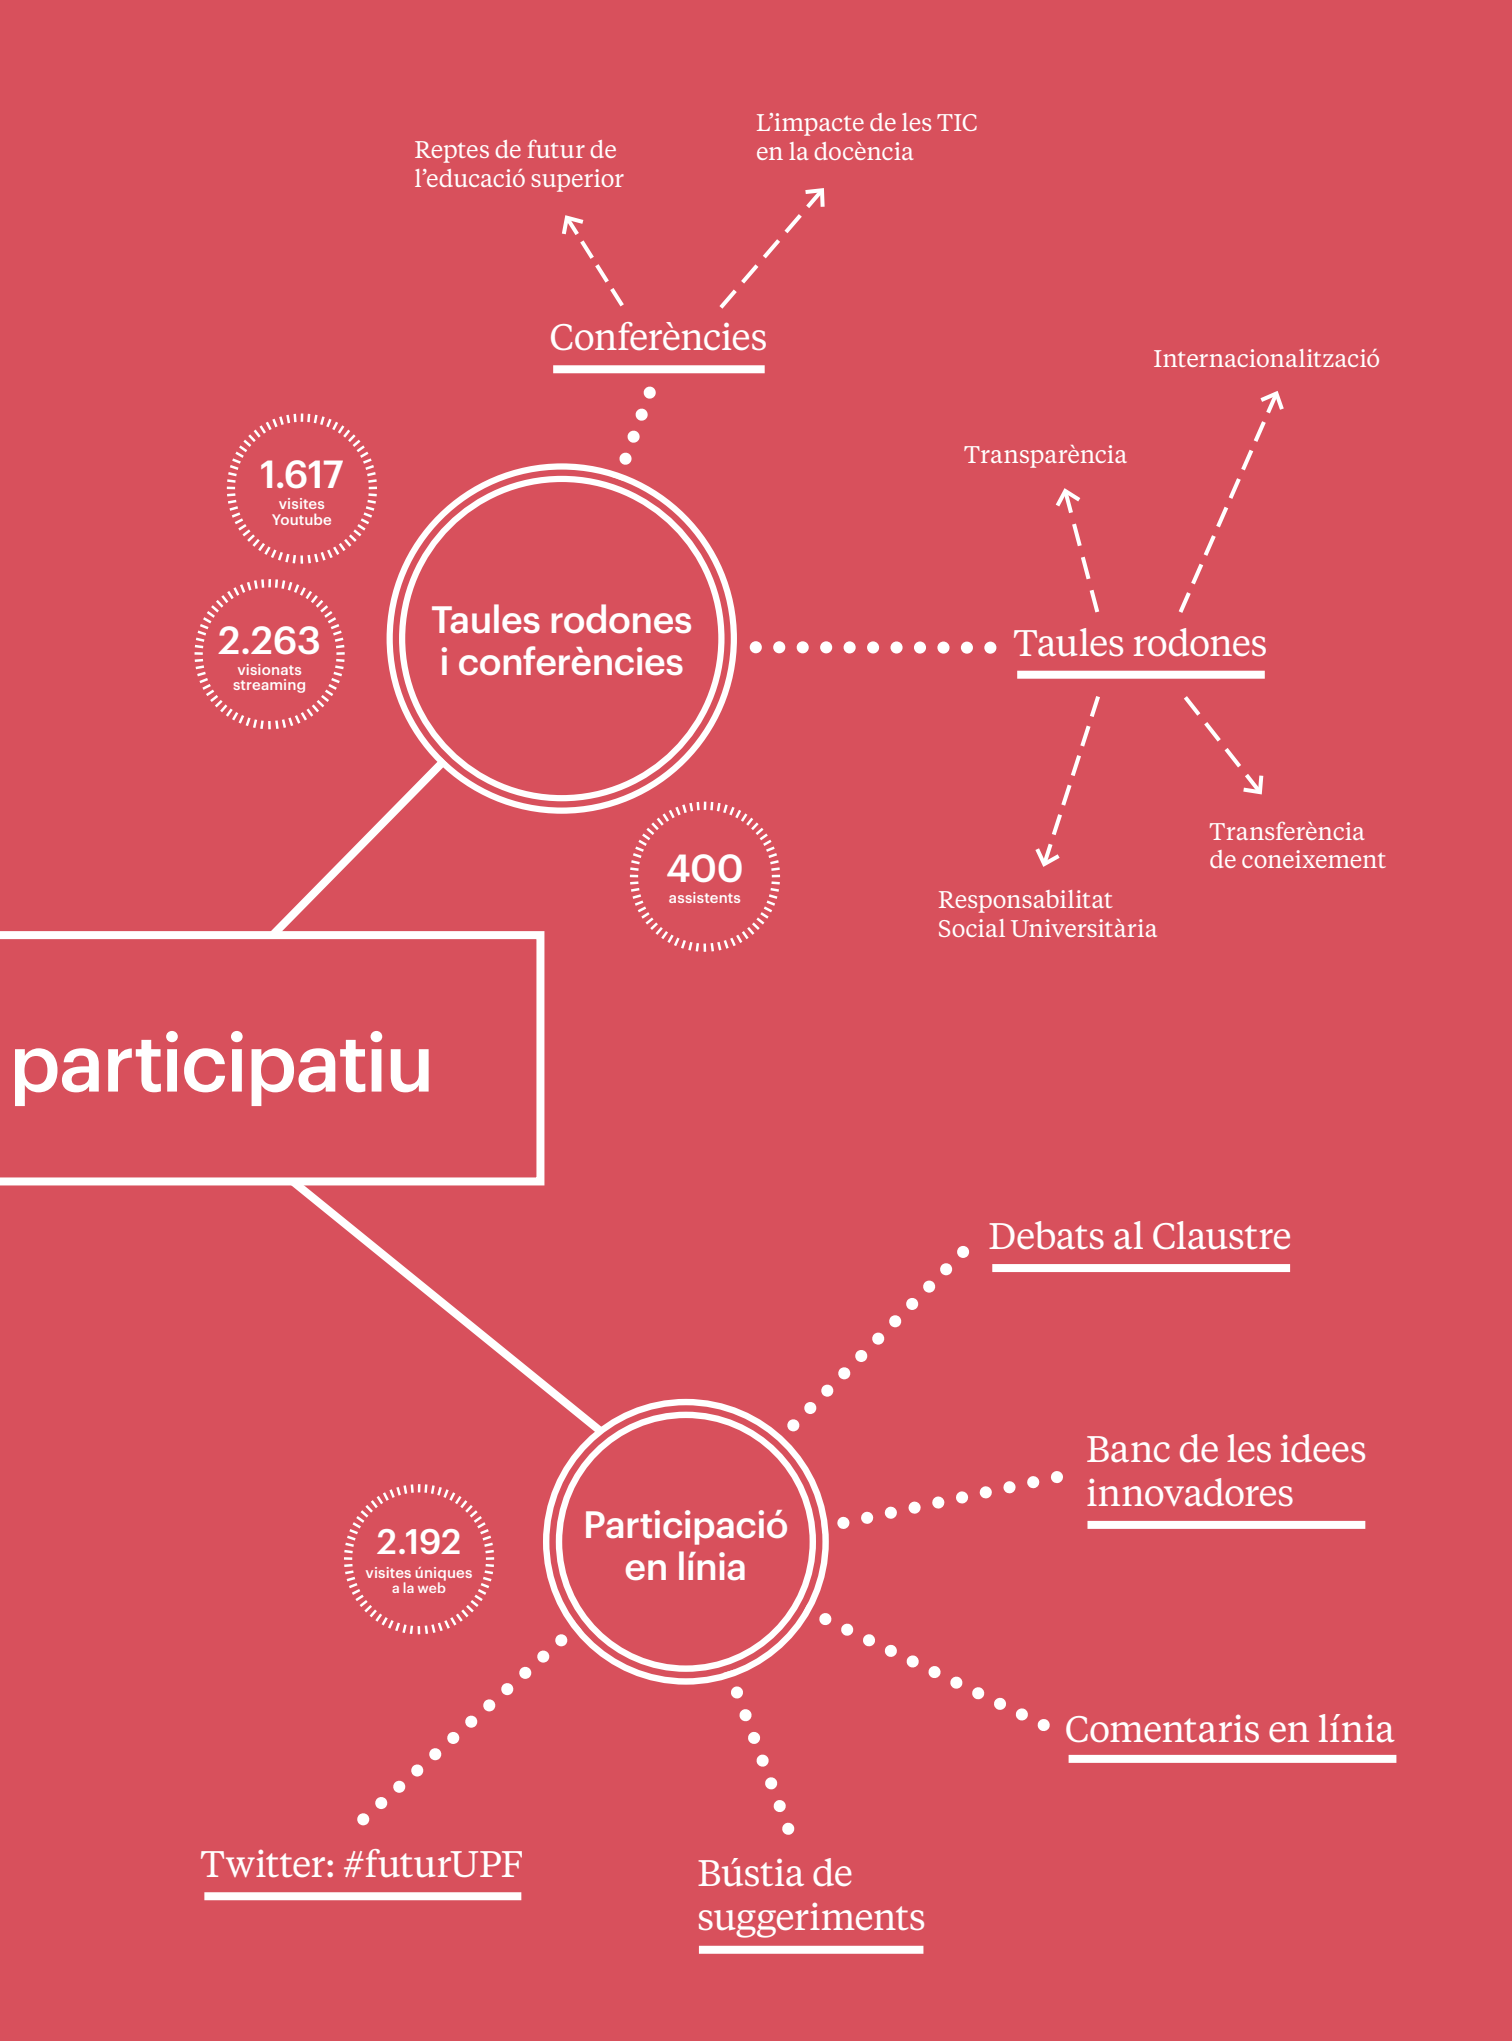 L’impacte de les TIC
en la docència
Reptes de futur de
l’educació superior
Conferències
Internacionalització
Transparència
1.617
visites
Youtube
2.263
visionats
streaming
Taules rodones
i conferències
Taules rodones
400
assistents
Transferència
de coneixement
Responsabilitat
Social Universitària
participatiu
Debats al Claustre
Banc de les idees
innovadores
Participació
en línia
2.192
visites úniques
a la web
Comentaris en línia
Twitter: #futurUPF
Bústia de
suggeriments